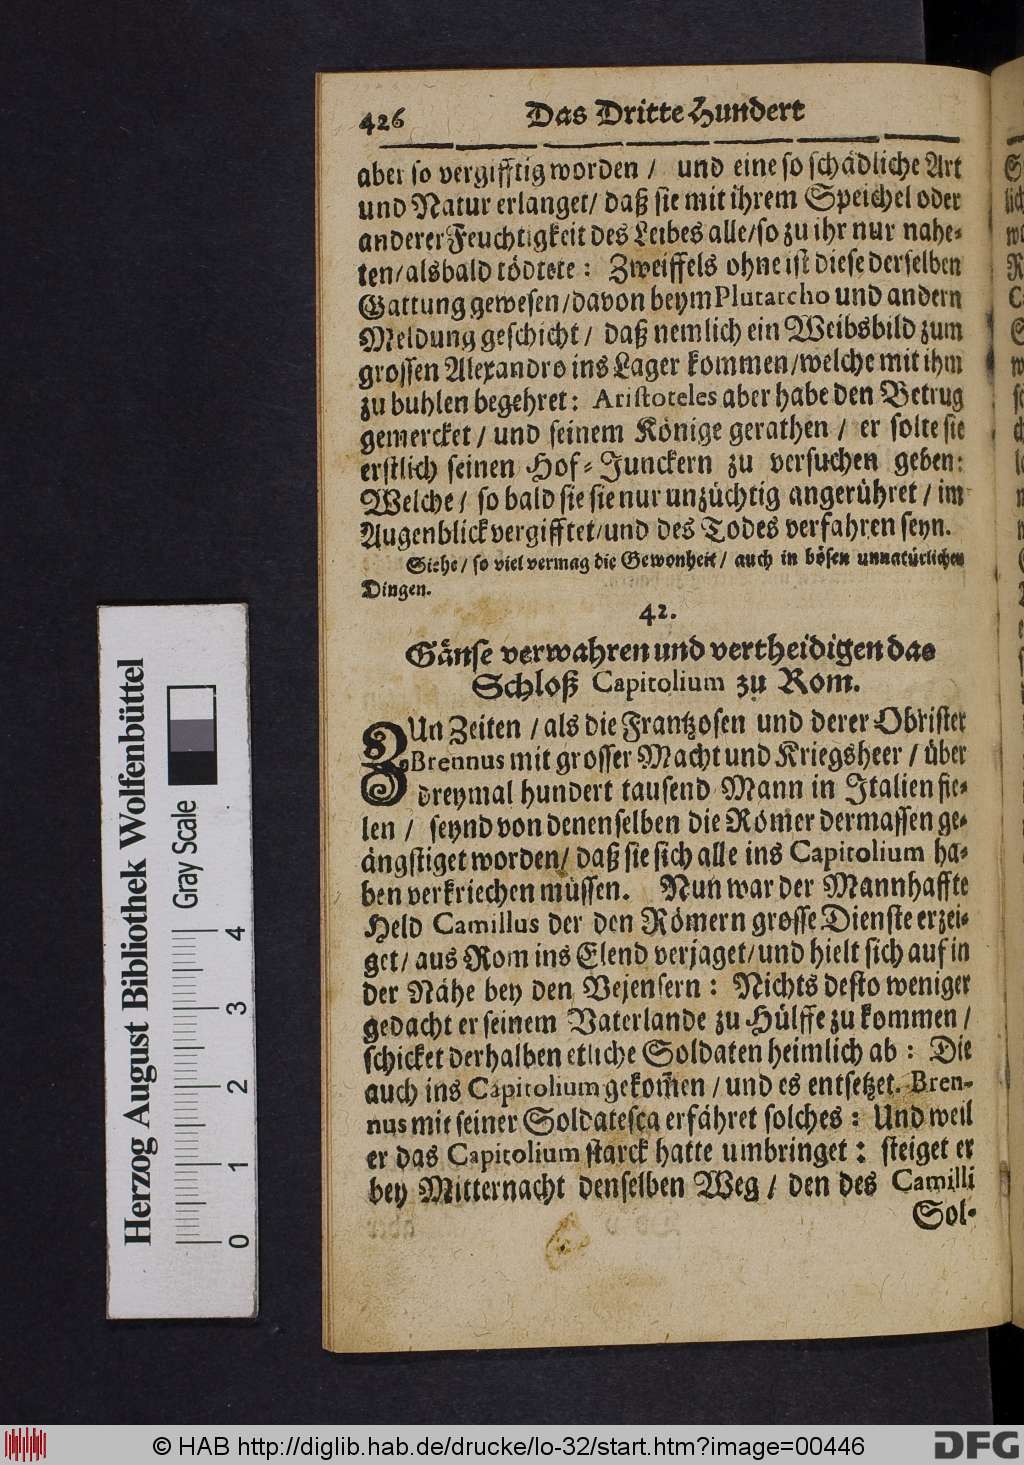 426 Das Dritte Hundert
aber so vergifftig worden / und eine so schädliche Art
und Natur erlanget / daß sie mit ihrem Speichel oder
anderer Feuchtigkeit des Leibes alle / so zu ihr nur nahe-
ten / alsbald tödtete : Zweiffels ohne ist diese derselben
Gattung gewesen / davon beym Plutarcho und andern
Meldung geschicht / daß nemlich ein Weibsbild zum
grossen Alexandro ins Lager kommen / welche mit ihm
zu buhlen begehret : Aristoteles aber habe den Betrug
gemercket / und seinem Könige gerathen / er solte sie
erstlich seinen Hof-Junckern zu versuchen geben:
Welche / so bald sie sie nur unzüchtig angerühret / im
Augenblick vergifftet / und des Todes verfahren seyn.
Siehe / so viel vermag die Gewonheit / auch in bösen unnatürlichen
Dingen.
42.
Gänse verwahren und vertheidigen das
Schloß Capitolium zu Rom.
ZUn Zeiten / als die Frantzosen und derer Obrister
Brennus mit grosser Macht und Kriegsheer / über
dreymal hundert tausend Mann in Italien fie-
len / seynd von denenselben die Römer dermassen ge-
ängstiget worden / daß sie sich alle ins Capitolium ha-
ben verkriechen müssen. Nun war der Mannhaffte
Held Camillus der den Römern grosse Dienste erzei-
get / aus Rom ins Elend verjaget / und hielt sich auf in
der Nähe bey den Vejensern : Nichts desto weniger
gedacht er seinem Vaterlande zu Hülffe zu kommen /
schicket derhalben etliche Soldaten heimlich ab : Die
auch ins Capitolium gekom̃en / und es entsetzet. Bren-
nus mit seiner Soldatesca erfähret solches : Und weil
er das Capitolium starck hatte umbringet : steiget er
bey Mitternacht denselben Weg / den des Camilli
Sol-
Herzog August Bibliothek Wolfenbüttel
Gray Scale
0 1 2 3 4
© HAB http://diglib.hab.de/drucke/lo-32/start.htm?image=00446
DFG